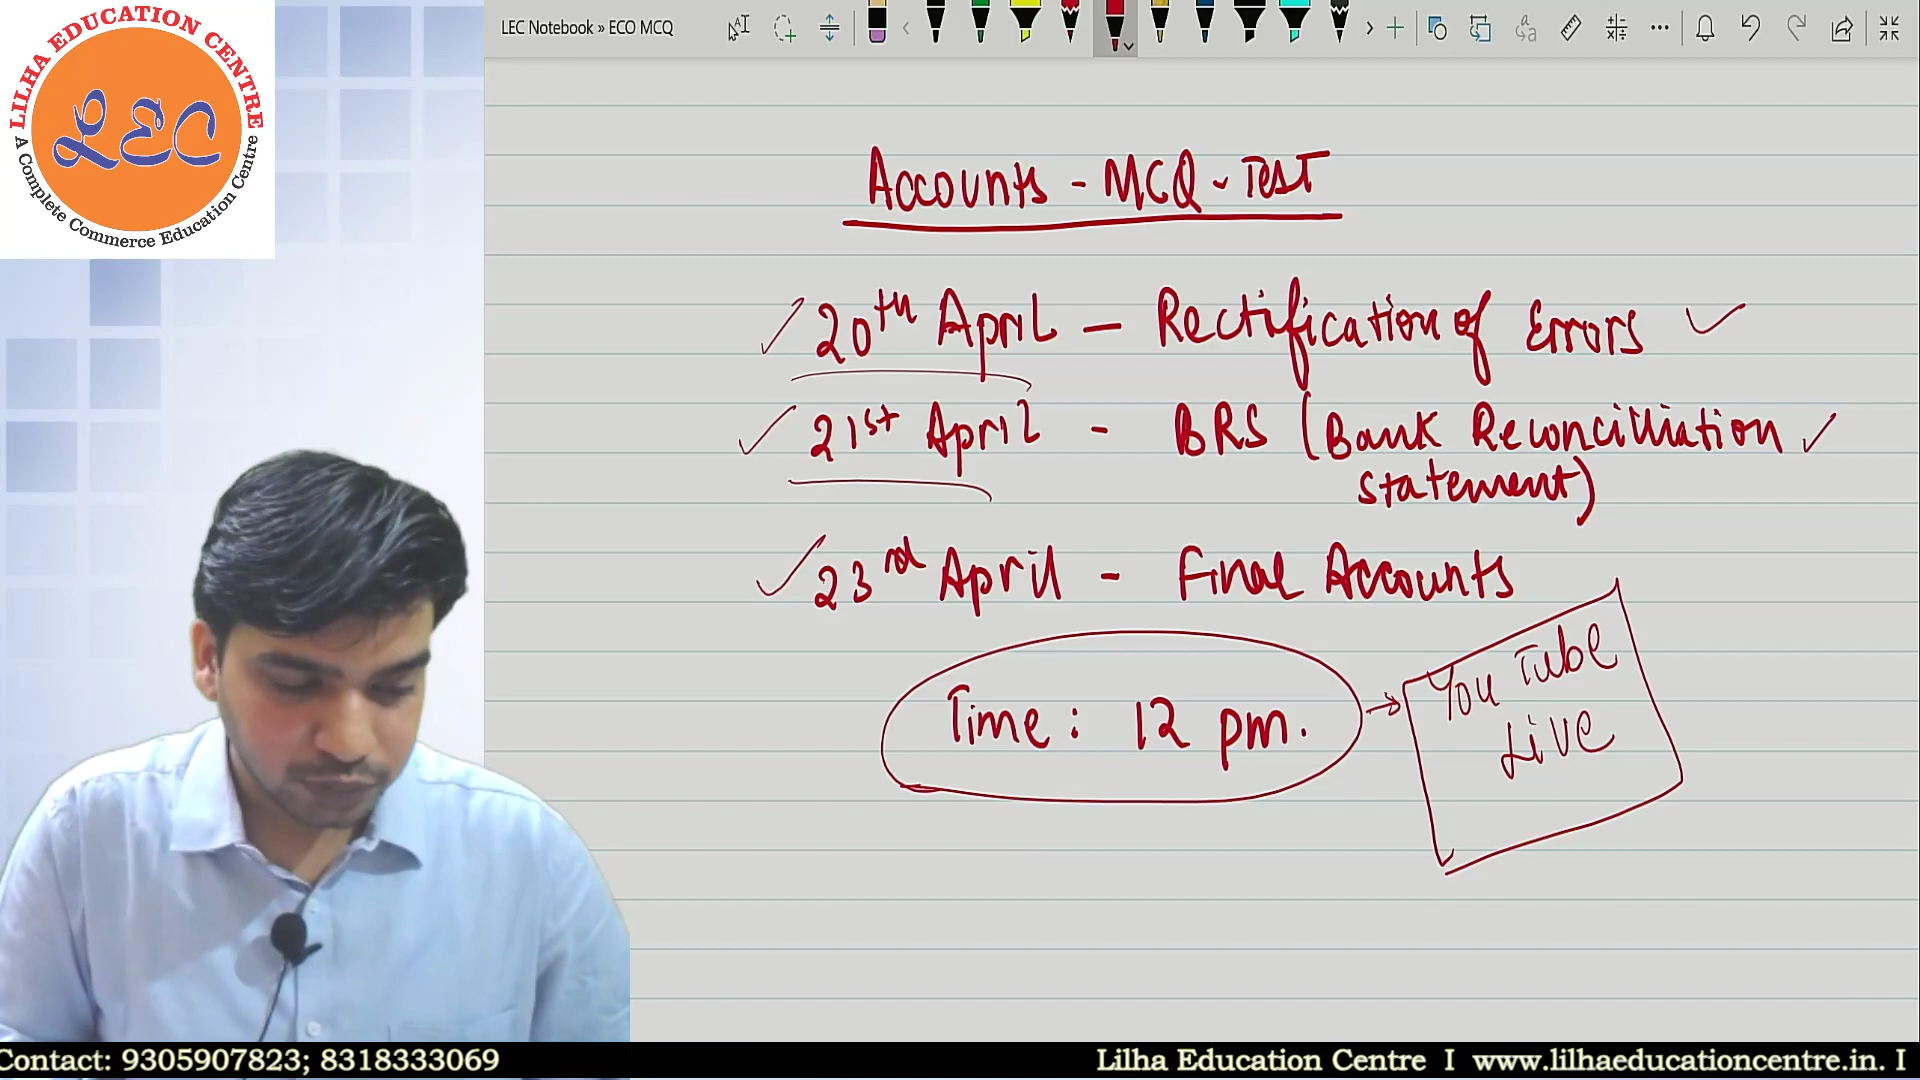 LILHA EDUCATION CENTRE
LEC
A Complete Commerce Education Centre
LEC Notebook » ECO MCQ
Accounts - MCQ - Test
20th April — Rectification of Errors
21st April - BRS (Bank Reconcilliation
statement)
23rd April - Final Accounts
Time: 12 pm.
You Tube
Live
Contact: 9305907823; 8318333069
Lilha Education Centre I www.lilhaeducationcentre.in. I